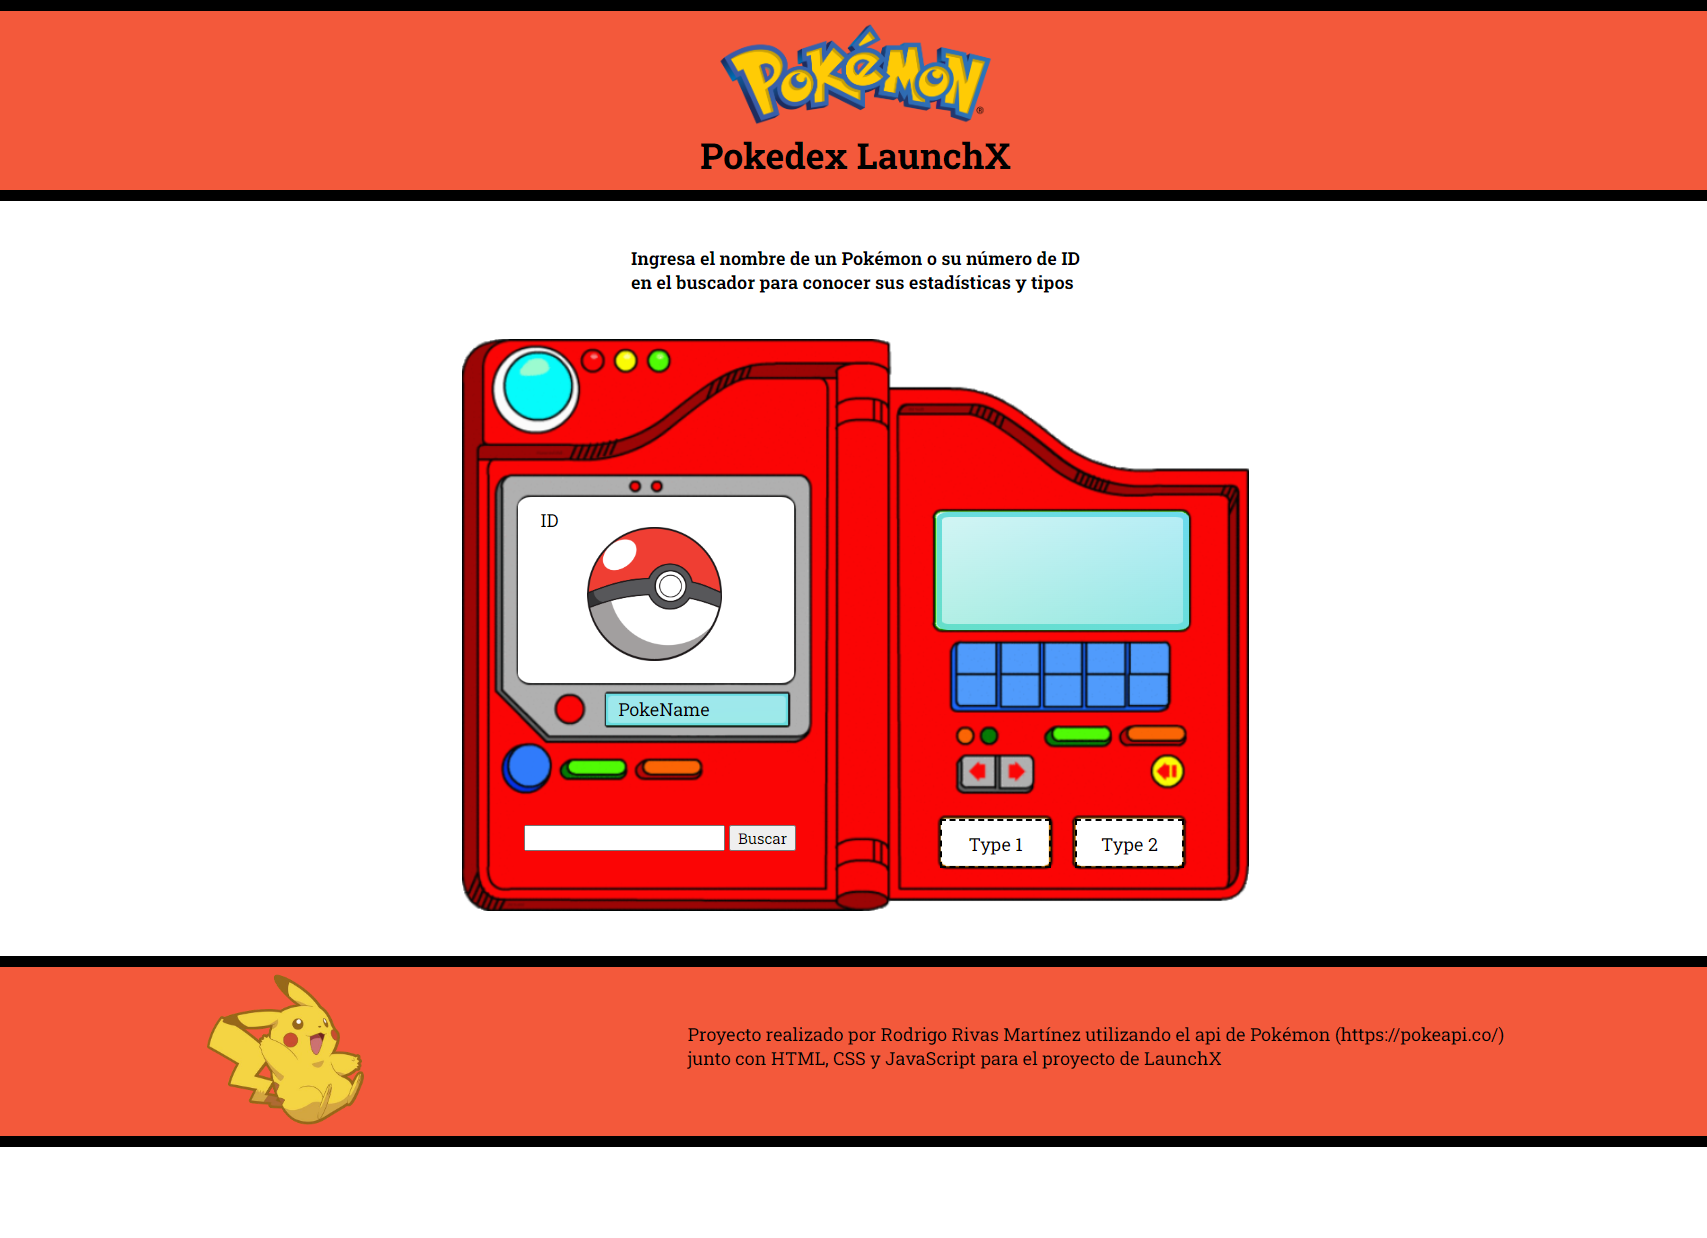 Pokémon
Pokedex LaunchX
Ingresa el nombre de un Pokémon o su número de ID
en el buscador para conocer sus estadísticas y tipos
ID
PokeName
Buscar
Type 1
Type 2
Proyecto realizado por Rodrigo Rivas Martínez utilizando el api de Pokémon (https://pokeapi.co/)
junto con HTML, CSS y JavaScript para el proyecto de LaunchX